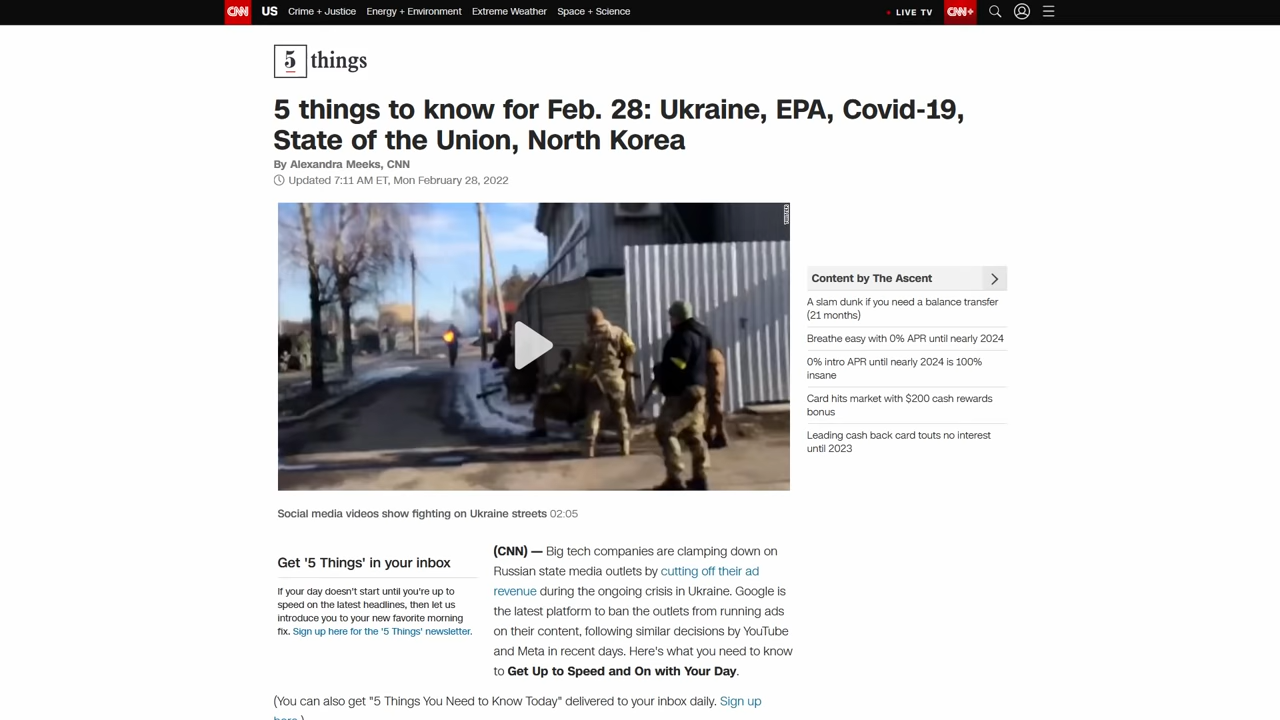 CNN US Crime + Justice Energy + Environment Extreme Weather Space + Science LIVE TV CNN+
5 things
5 things to know for Feb. 28: Ukraine, EPA, Covid-19,
State of the Union, North Korea
By Alexandra Meeks, CNN
Updated 7:11 AM ET, Mon February 28, 2022
TWITTER
Content by The Ascent
A slam dunk if you need a balance transfer
(21 months)
Breathe easy with 0% APR until nearly 2024
0% intro APR until nearly 2024 is 100%
insane
Card hits market with $200 cash rewards
bonus
Leading cash back card touts no interest
until 2023
Social media videos show fighting on Ukraine streets 02:05
Get '5 Things' in your inbox
If your day doesn't start until you're up to
speed on the latest headlines, then let us
introduce you to your new favorite morning
fix. Sign up here for the '5 Things' newsletter.
(CNN) — Big tech companies are clamping down on
Russian state media outlets by cutting off their ad
revenue during the ongoing crisis in Ukraine. Google is
the latest platform to ban the outlets from running ads
on their content, following similar decisions by YouTube
and Meta in recent days. Here's what you need to know
to Get Up to Speed and On with Your Day.
(You can also get "5 Things You Need to Know Today" delivered to your inbox daily. Sign up
here.)